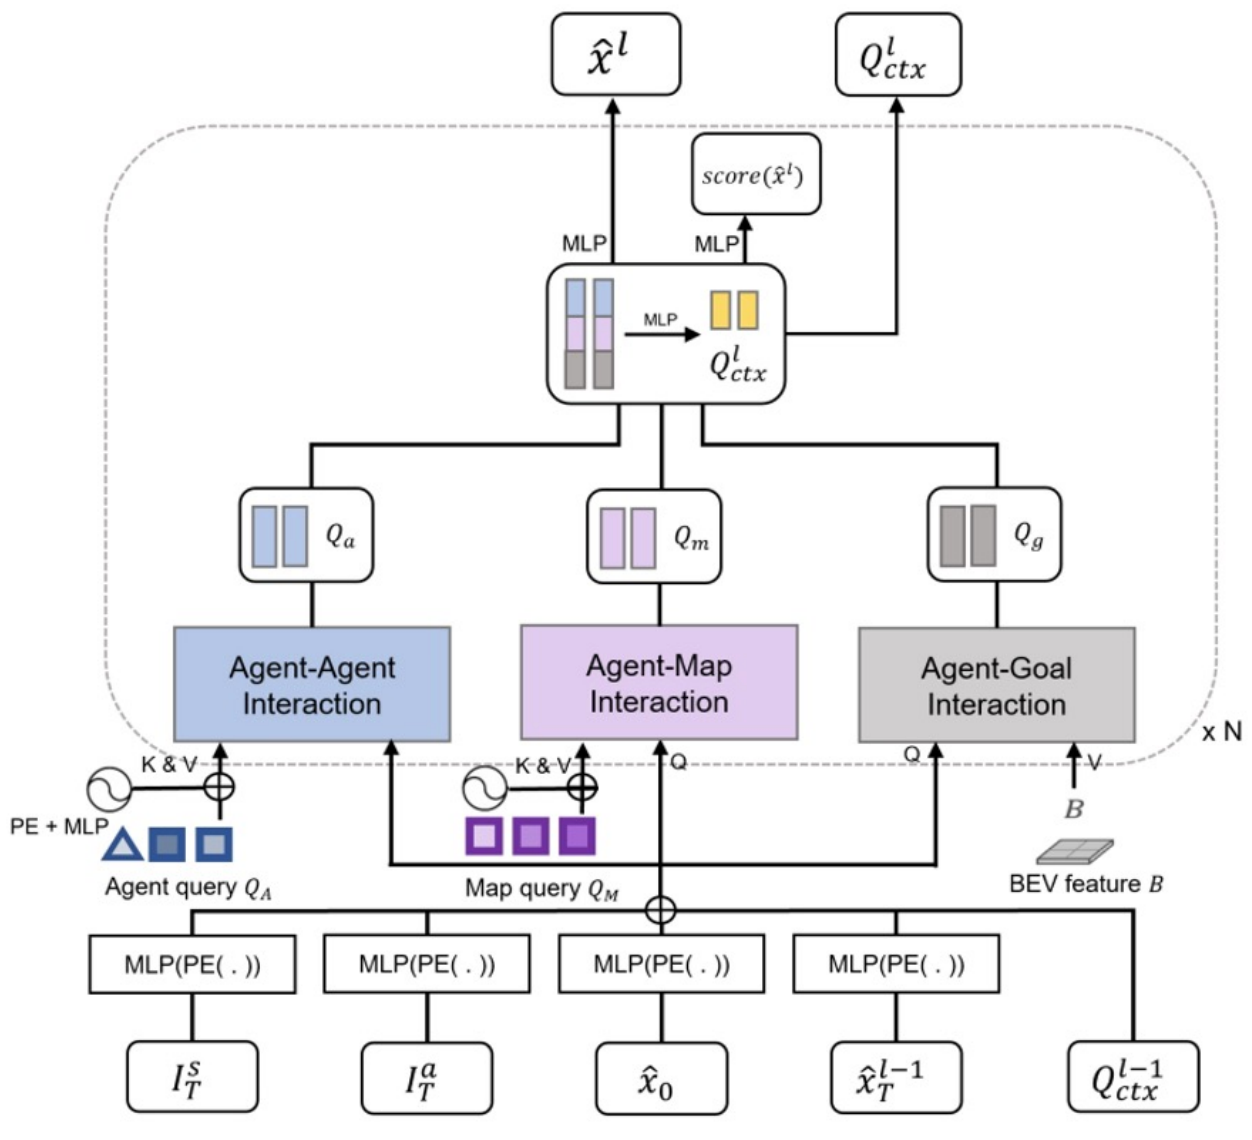 x̂^l
Q^l_ctx
score(x̂^l)
MLP
MLP
MLP
Q^l_ctx
Q_a
Q_m
Q_g
Agent-Agent
Interaction
Agent-Map
Interaction
Agent-Goal
Interaction
x N
K & V
K & V
Q
Q
V
PE + MLP
B
Agent query Q_A
Map query Q_M
BEV feature B
MLP(PE( . ))
MLP(PE( . ))
MLP(PE( . ))
MLP(PE( . ))
I^s_T
I^a_T
x̂_0
x̂^{l-1}_T
Q^{l-1}_ctx